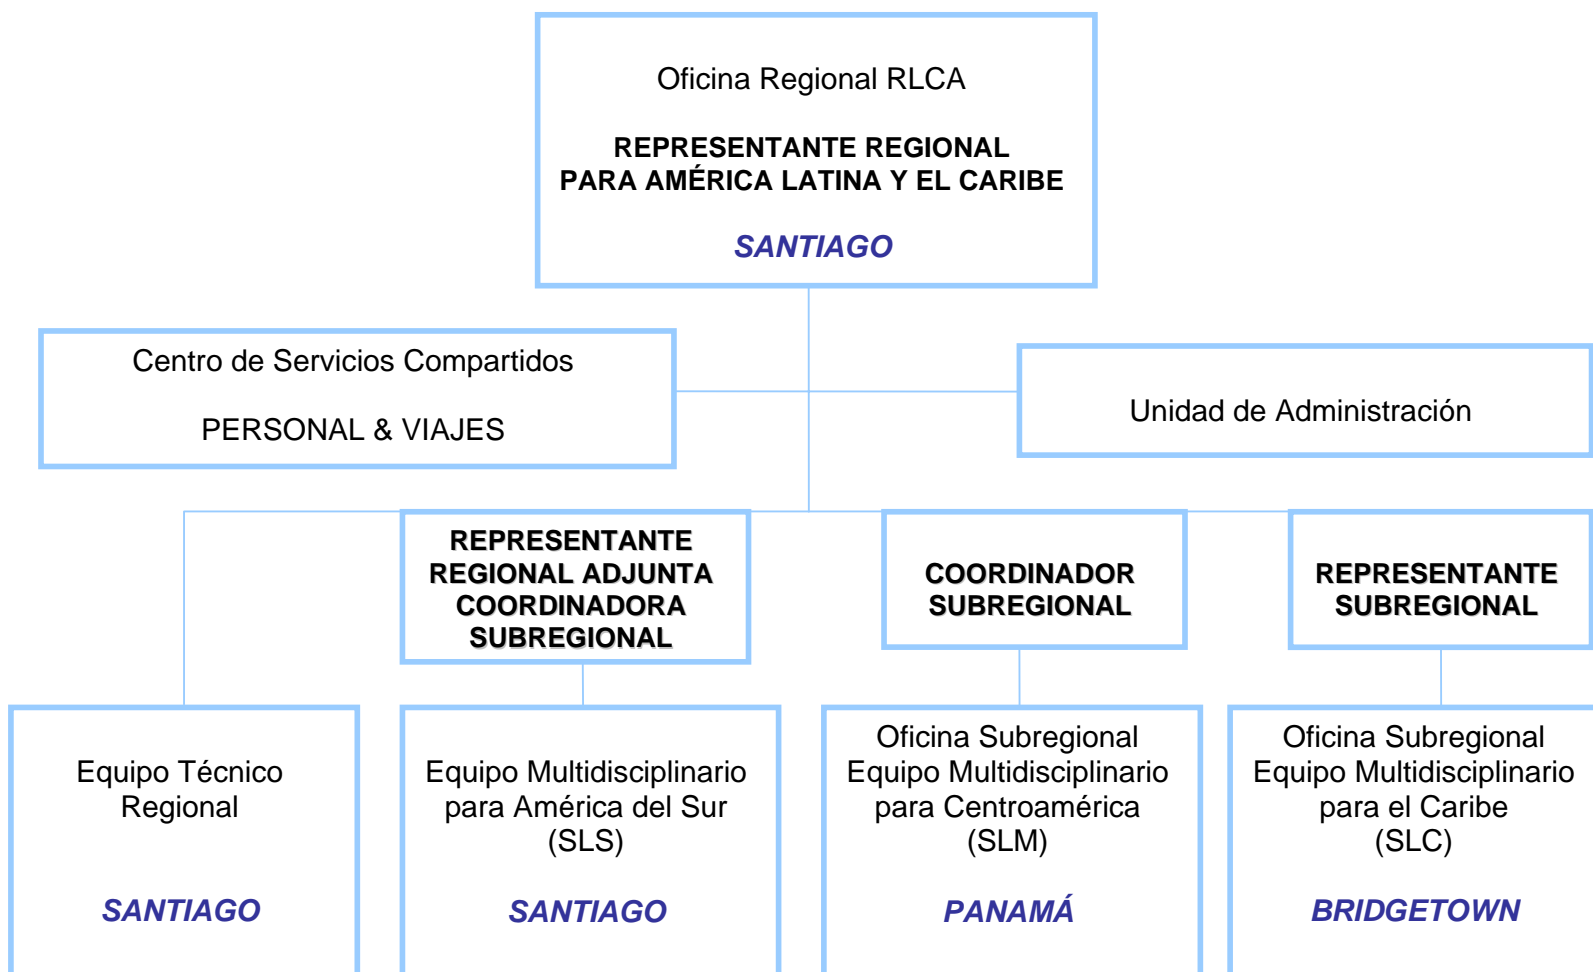 Oficina Regional RLCA
REPRESENTANTE REGIONAL
PARA AMÉRICA LATINA Y EL CARIBE
SANTIAGO
Centro de Servicios Compartidos
PERSONAL & VIAJES
Unidad de Administración
REPRESENTANTE
REGIONAL ADJUNTA
COORDINADORA
SUBREGIONAL
COORDINADOR
SUBREGIONAL
REPRESENTANTE
SUBREGIONAL
Equipo Técnico
Regional
SANTIAGO
Equipo Multidisciplinario
para América del Sur
(SLS)
SANTIAGO
Oficina Subregional
Equipo Multidisciplinario
para Centroamérica
(SLM)
PANAMÁ
Oficina Subregional
Equipo Multidisciplinario
para el Caribe
(SLC)
BRIDGETOWN